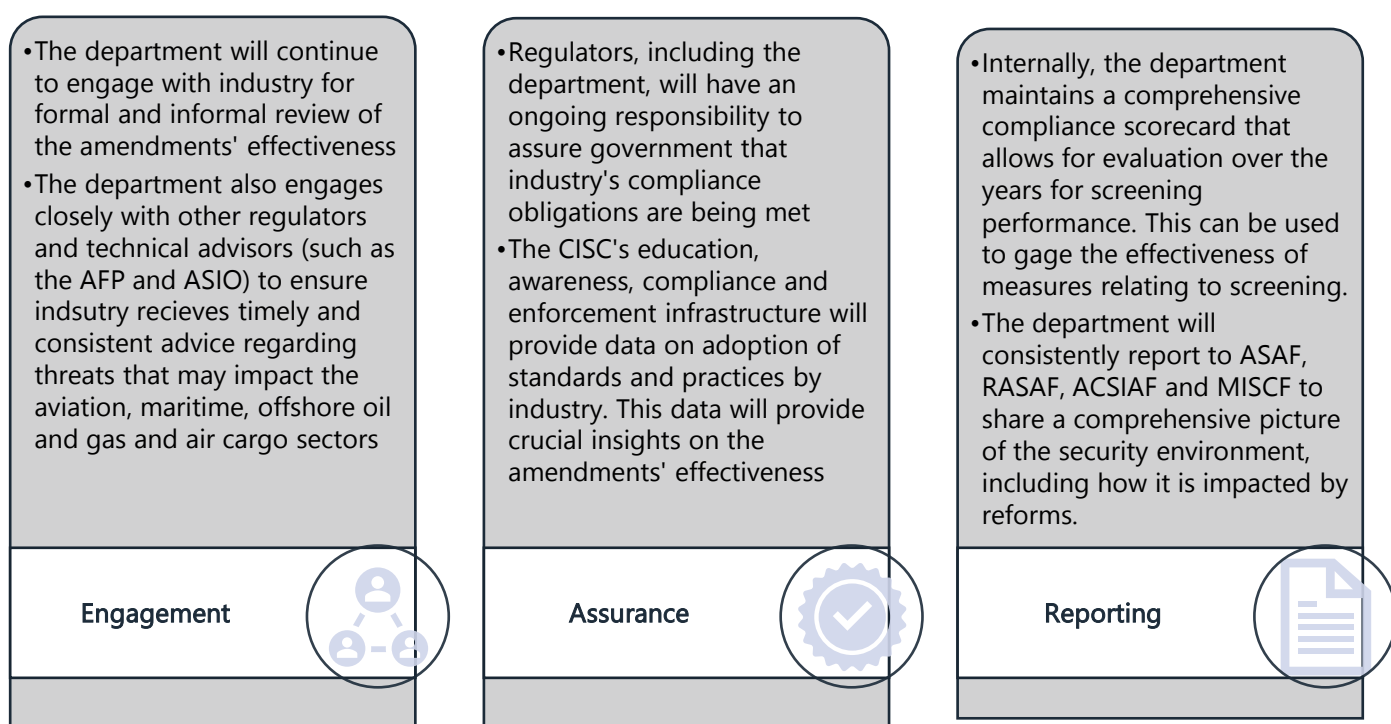 •The department will continue
to engage with industry for
formal and informal review of
the amendments' effectiveness
•The department also engages
closely with other regulators
and technical advisors (such as
the AFP and ASIO) to ensure
indsutry recieves timely and
consistent advice regarding
threats that may impact the
aviation, maritime, offshore oil
and gas and air cargo sectors
Engagement
•Regulators, including the
department, will have an
ongoing responsibility to
assure government that
industry's compliance
obligations are being met
•The CISC's education,
awareness, compliance and
enforcement infrastructure will
provide data on adoption of
standards and practices by
industry. This data will provide
crucial insights on the
amendments' effectiveness
Assurance
•Internally, the department
maintains a comprehensive
compliance scorecard that
allows for evaluation over the
years for screening
performance. This can be used
to gage the effectiveness of
measures relating to screening.
•The department will
consistently report to ASAF,
RASAF, ACSIAF and MISCF to
share a comprehensive picture
of the security environment,
including how it is impacted by
reforms.
Reporting